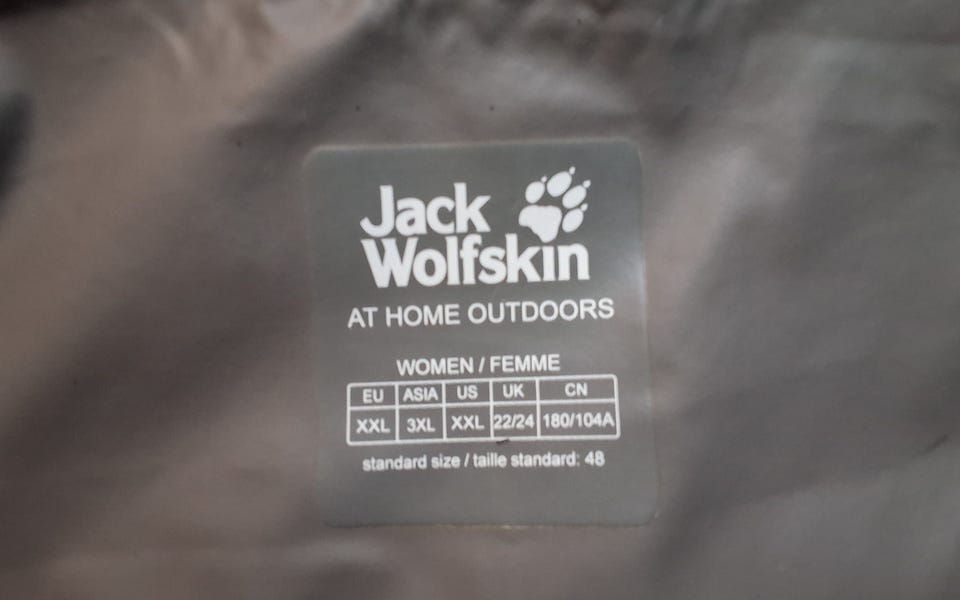 Jack
Wolfskin
AT HOME OUTDOORS
WOMEN / FEMME
EU ASIA US UK CN
XXL 3XL XXL 22/24 180/104A
standard size / taille standard: 48